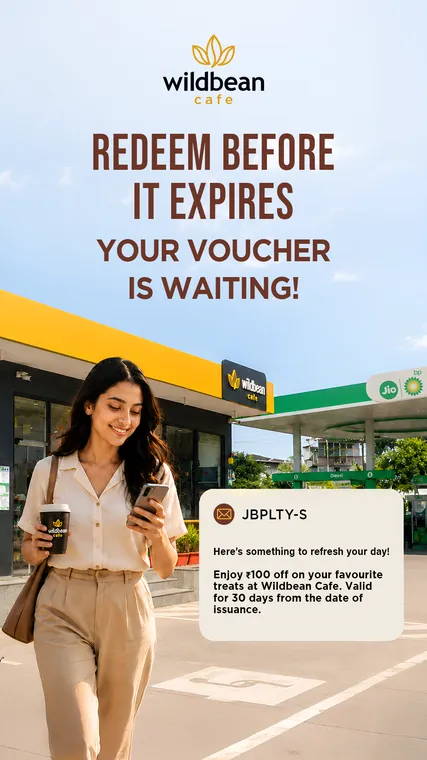 wildbean
cafe
REDEEM BEFORE
IT EXPIRES
YOUR VOUCHER
IS WAITING!
wildbean
cafe
bp
Jio
JBPLTY-S
Here's something to refresh your day!
Enjoy ₹100 off on your favourite
treats at Wildbean Cafe. Valid
for 30 days from the date of
issuance.
wildbean
cafe